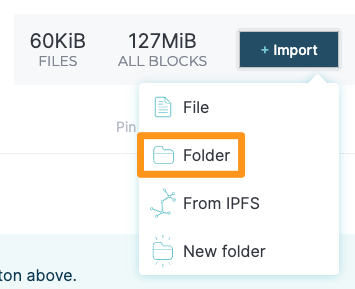 60KiB 127MiB + Import
FILES ALL BLOCKS
File
Pin
Folder
From IPFS
New folder
ton above.